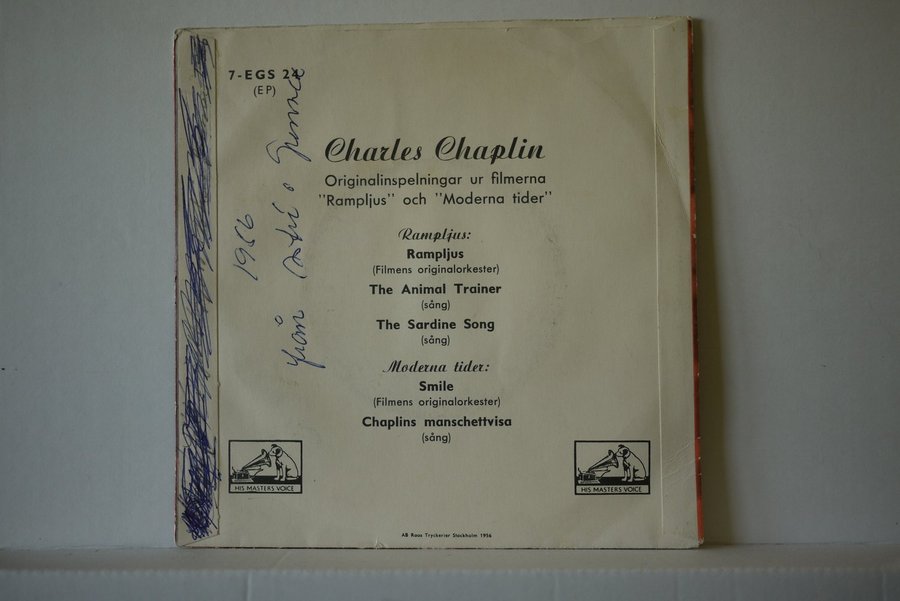 7-EGS 24
(EP)
Charles Chaplin
Originalinspelningar ur filmerna
"Rampljus" och "Moderna tider"
Rampljus:
Rampljus
(Filmens originalorkester)
The Animal Trainer
(sång)
The Sardine Song
(sång)
Moderna tider:
Smile
(Filmens originalorkester)
Chaplins manschettvisa
(sång)
HIS MASTERS VOICE
HIS MASTERS VOICE
AB Raos Tryckerier Stockholm 1956
1956
från